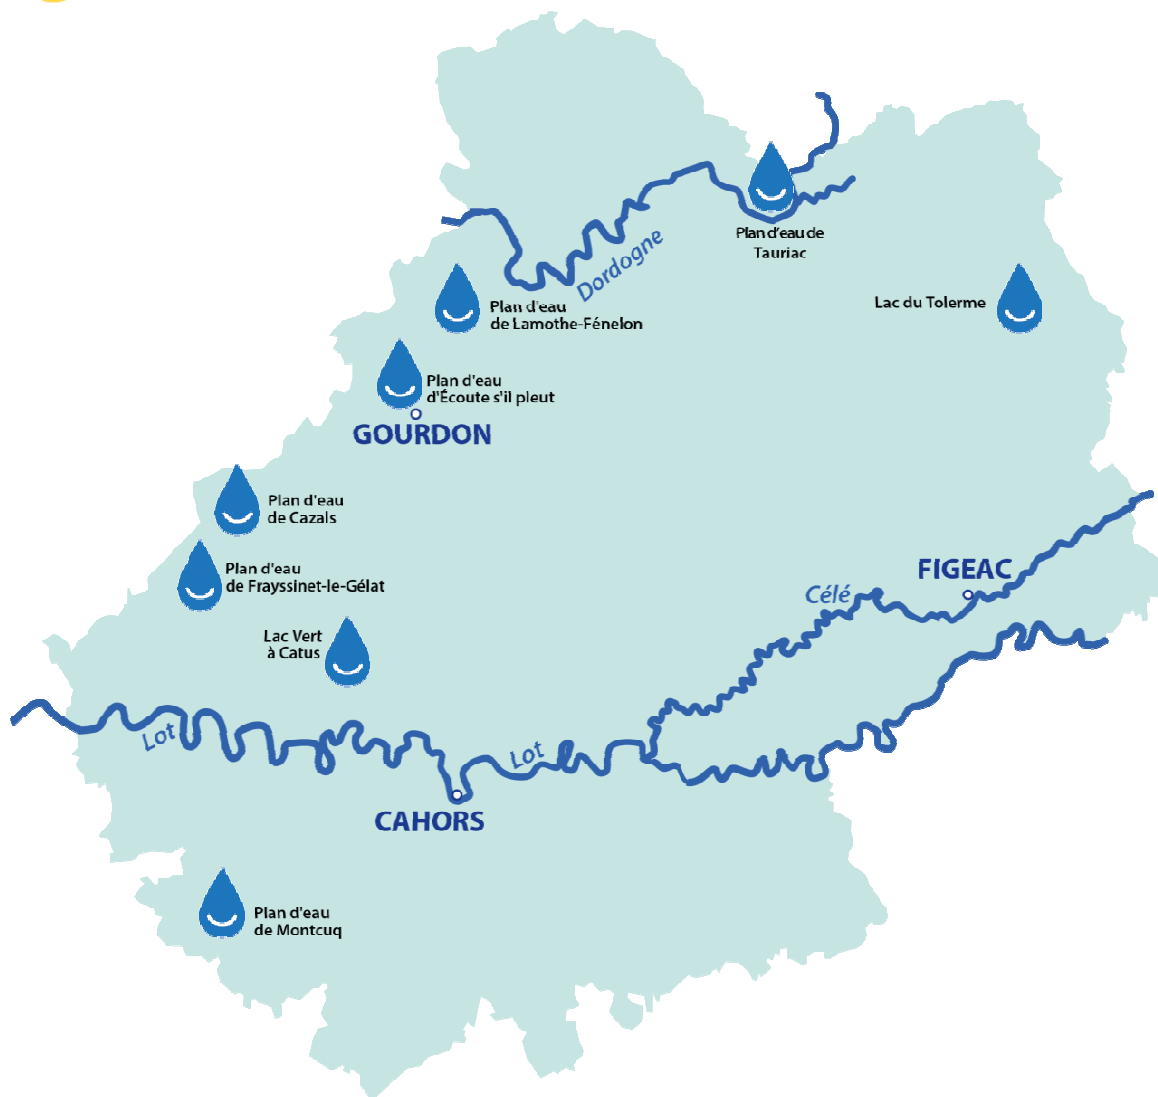 Plan d'eau de
Tauriac
Dordogne
Lac du Tolerme
Plan d'eau
de Lamothe-Fénelon
Plan d'eau
d'Écoute s'il pleut
GOURDON
Plan d'eau
de Cazals
Plan d'eau
de Frayssinet-le-Gélat
FIGEAC
Célé
Lac Vert
à Catus
Lot
Lot
CAHORS
Plan d'eau
de Montcuq